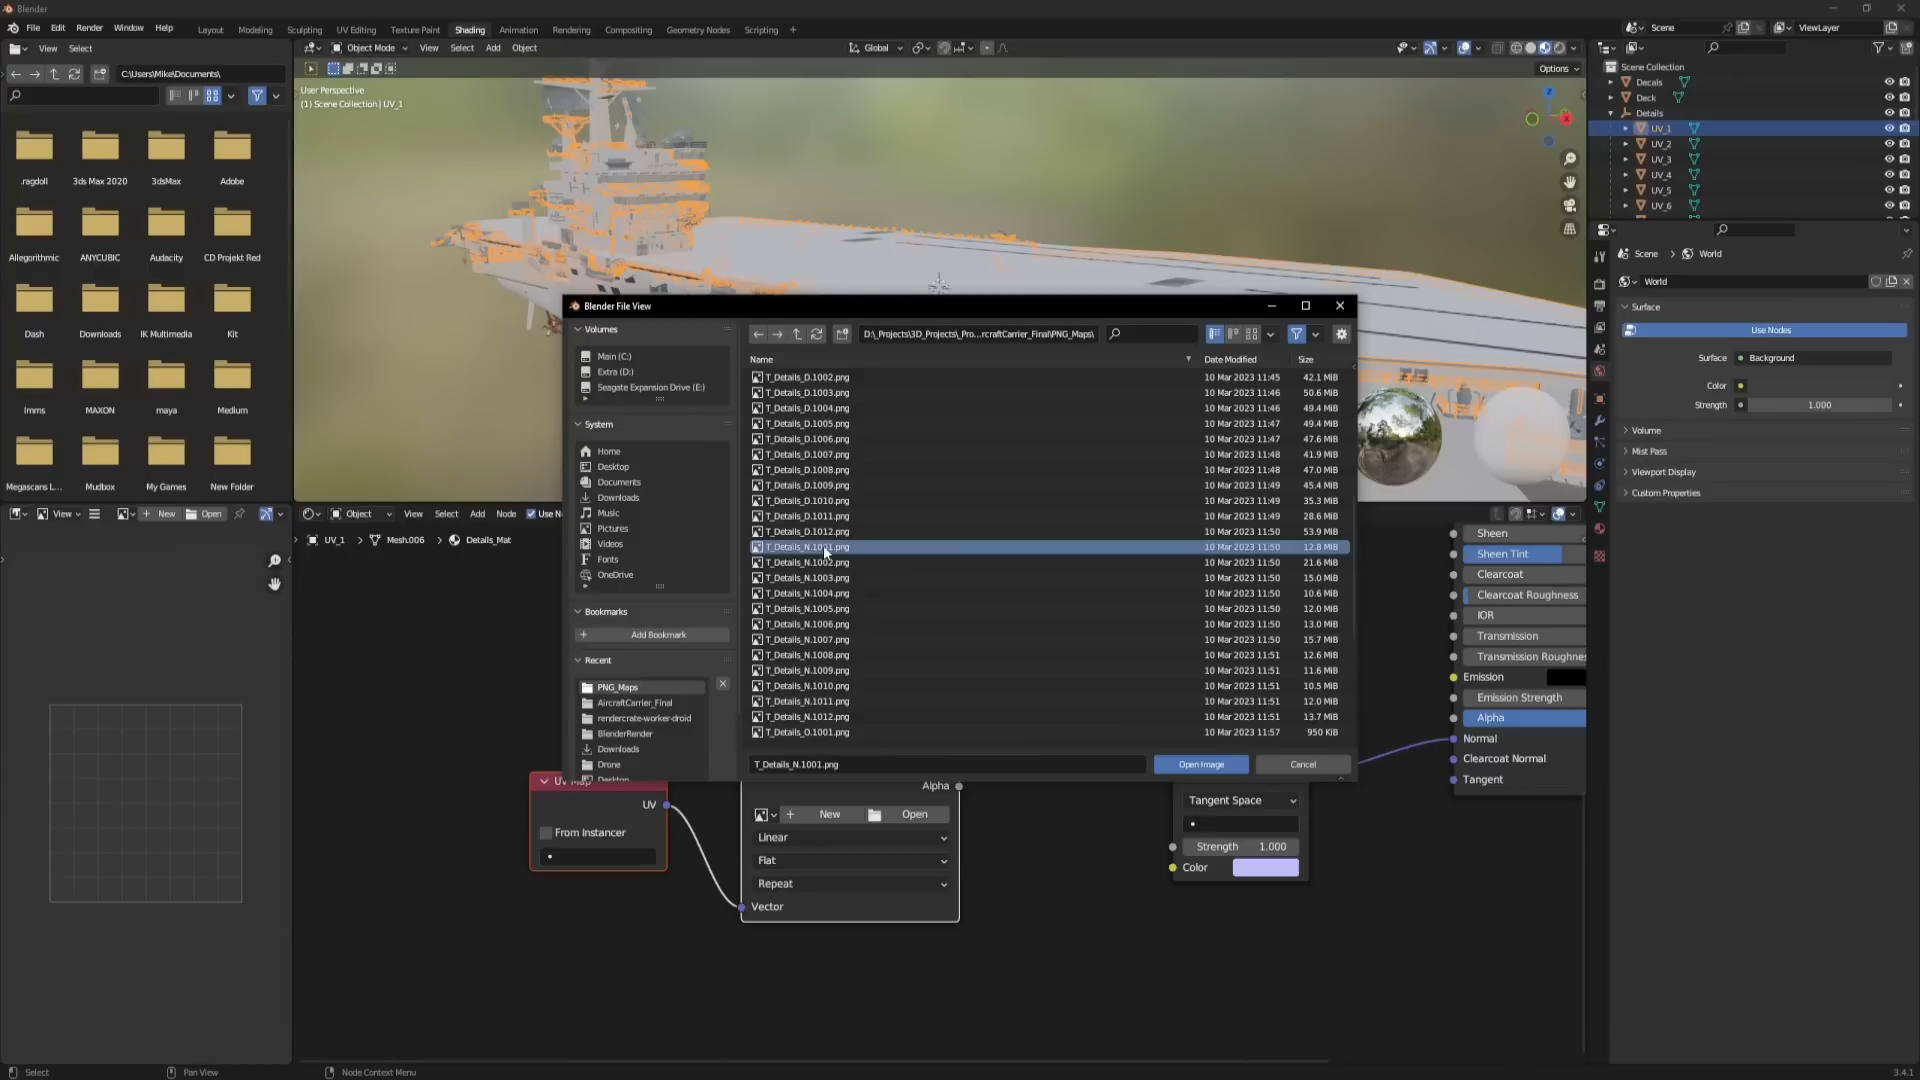 Blender
File Edit Render Window Help
Layout Modeling Sculpting UV Editing Texture Paint Shading Animation Rendering Compositing Geometry Nodes Scripting +
Scene
ViewLayer
View Select
Object Mode View Select Add Object
Global
C:\Users\Mike\Documents\
Options
User Perspective
(1) Scene Collection | UV_1
Scene Collection
Decals
Deck
Details
UV_1
UV_2
UV_3
UV_4
UV_5
UV_6
.ragdoll 3ds Max 2020 3dsMax Adobe
Allegorithmic ANYCUBIC Audacity CD Projekt Red
Dash Downloads IK Multimedia Kit
lmms MAXON maya Medium
Megascans L... Mudbox My Games New Folder
Scene > World
World
Surface
Use Nodes
Surface Background
Color
Strength 1.000
Volume
Mist Pass
Viewport Display
Custom Properties
Blender File View
Volumes
Main (C:)
Extra (D:)
Seagate Expansion Drive (E:)
System
Home
Desktop
Documents
Downloads
Music
Pictures
Videos
Fonts
OneDrive
Bookmarks
Add Bookmark
Recent
PNG_Maps
AircraftCarrier_Final
rendercrate-worker-droid
BlenderRender
Downloads
Drone
Desktop
D:\_Projects\3D_Projects\_Pro...rcraftCarrier_Final\PNG_Maps\
Name Date Modified Size
T_Details_D.1002.png 10 Mar 2023 11:45 42.1 MiB
T_Details_D.1003.png 10 Mar 2023 11:46 50.6 MiB
T_Details_D.1004.png 10 Mar 2023 11:46 49.4 MiB
T_Details_D.1005.png 10 Mar 2023 11:47 49.4 MiB
T_Details_D.1006.png 10 Mar 2023 11:47 47.6 MiB
T_Details_D.1007.png 10 Mar 2023 11:48 41.9 MiB
T_Details_D.1008.png 10 Mar 2023 11:48 47.0 MiB
T_Details_D.1009.png 10 Mar 2023 11:49 45.4 MiB
T_Details_D.1010.png 10 Mar 2023 11:49 35.3 MiB
T_Details_D.1011.png 10 Mar 2023 11:49 28.6 MiB
T_Details_D.1012.png 10 Mar 2023 11:50 53.9 MiB
T_Details_N.1001.png 10 Mar 2023 11:50 12.8 MiB
T_Details_N.1002.png 10 Mar 2023 11:50 21.6 MiB
T_Details_N.1003.png 10 Mar 2023 11:50 15.0 MiB
T_Details_N.1004.png 10 Mar 2023 11:50 10.6 MiB
T_Details_N.1005.png 10 Mar 2023 11:50 12.0 MiB
T_Details_N.1006.png 10 Mar 2023 11:50 13.0 MiB
T_Details_N.1007.png 10 Mar 2023 11:50 15.7 MiB
T_Details_N.1008.png 10 Mar 2023 11:51 12.6 MiB
T_Details_N.1009.png 10 Mar 2023 11:51 11.6 MiB
T_Details_N.1010.png 10 Mar 2023 11:51 10.5 MiB
T_Details_N.1011.png 10 Mar 2023 11:51 12.0 MiB
T_Details_N.1012.png 10 Mar 2023 11:51 13.7 MiB
T_Details_O.1001.png 10 Mar 2023 11:57 950 KiB
T_Details_N.1001.png
Open Image Cancel
View New Open
Object View Select Add Node Use N
UV_1 > Mesh.006 > Details_Mat
Sheen
Sheen Tint
Clearcoat
Clearcoat Roughness
IOR
Transmission
Transmission Roughnes
Emission
Emission Strength
Alpha
Normal
Clearcoat Normal
Tangent
UV Map
UV
From Instancer
Alpha
New Open
Linear
Flat
Repeat
Vector
Tangent Space
Strength 1.000
Color
Select Pan View Node Context Menu
3.4.1